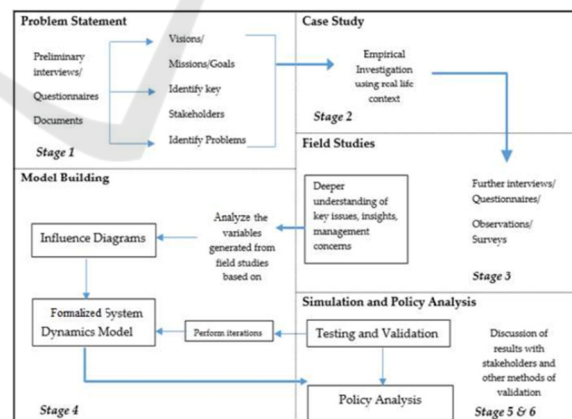 Problem Statement
Preliminary
interviews/
Questionnaires
Documents
Visions/
Missions/Goals
Identify key
Stakeholders
Identify Problems
Stage 1
Case Study
Empirical
Investigation
using real life
context
Stage 2
Field Studies
Deeper
understanding of
key issues, insights,
management
concerns
Further interviews/
Questionnaires/
Observations/
Surveys
Stage 3
Model Building
Influence Diagrams
Analyze the
variables
generated from
field studies
based on
Formalized System
Dynamics Model
Perform iterations
Stage 4
Simulation and Policy Analysis
Testing and Validation
Policy Analysis
Discussion of
results with
stakeholders and
other methods of
validation
Stage 5 & 6